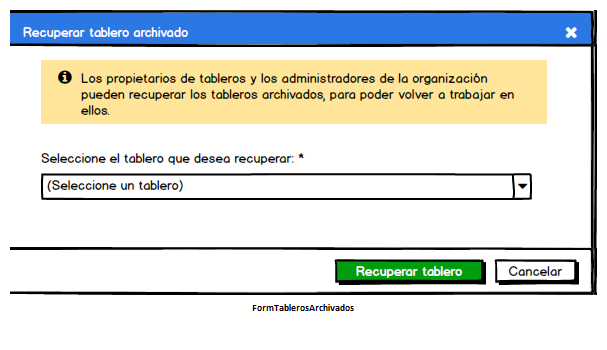 Recuperar tablero archivado
Los propietarios de tableros y los administradores de la organización
pueden recuperar los tableros archivados, para poder volver a trabajar en
ellos.
Seleccione el tablero que desea recuperar: *
(Seleccione un tablero)
Recuperar tablero
Cancelar
FormTablerosArchivados